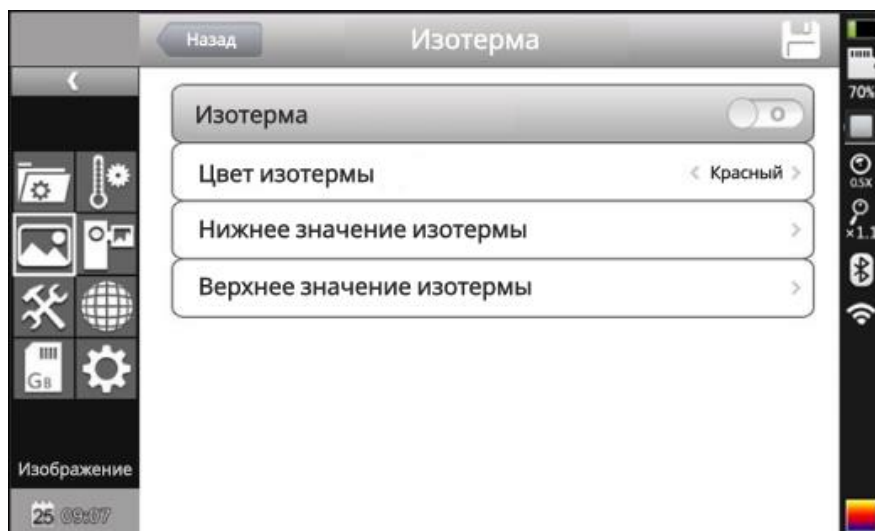 Назад
Изотерма
Изотерма
O
Цвет изотермы
Красный
Нижнее значение изотермы
Верхнее значение изотермы
GB
Изображение
25 09:07
70%
0.5X
×1.1